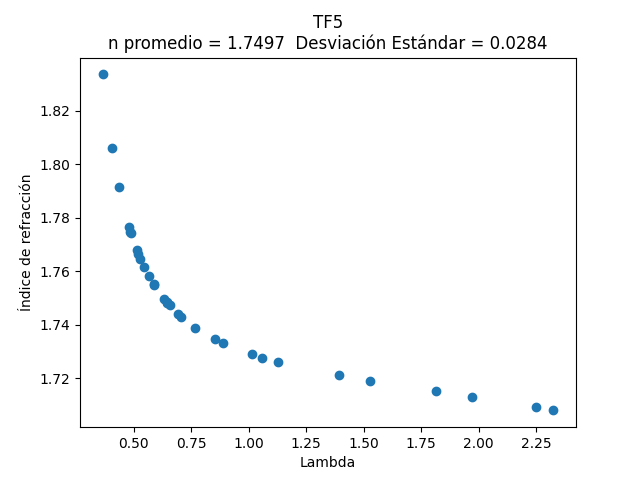 TF5
n promedio = 1.7497  Desviación Estándar = 0.0284
1.82
1.80
1.78
1.76
1.74
1.72
Índice de refracción
0.50 0.75 1.00 1.25 1.50 1.75 2.00 2.25
Lambda